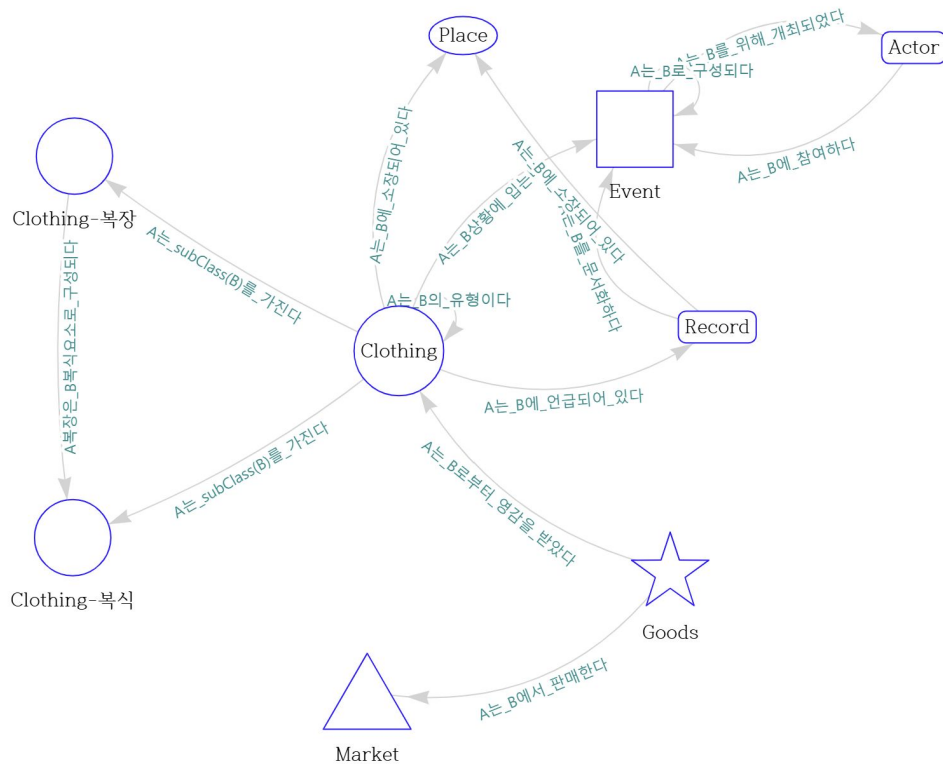 Place
Actor
A는_B를_위해_개최되었다
A는_B로_구성되다
A는_B에_참여하다
Event
A는_B에_소장되어_있다
A는_B상황에_입는
A는_B에_소장되어_있다
B를_문서화하다
Clothing-복장
A는_subClass(B)를_가진다
A는_B의_유형이다
Clothing
Record
A는_B에_언급되어_있다
A복장은_B복식요소로_구성되다
A는_subClass(B)를_가진다
A는_B로부터_영감을_받았다
Clothing-복식
Goods
A는_B에서_판매한다
Market